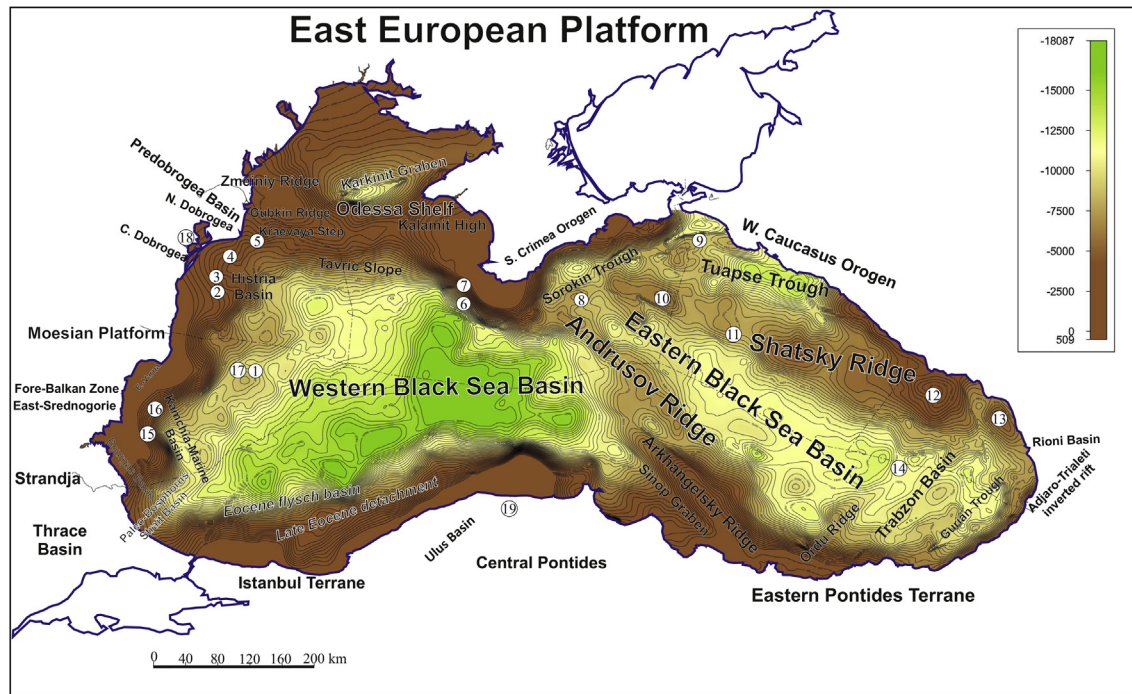 East European Platform
-18087
-15000
-12500
-10000
-7500
-5000
-2500
0
509
Predobrogea Basin
Zmeiniy Ridge
Karkinit Graben
N. Dobrogea
Gubkin Ridge
Odessa Shelf
Kraevaya Step
Kalamit High
C. Dobrogea
18
5
4
3
2
Histria
Basin
Tavric Slope
S. Crimea Orogen
W. Caucasus Orogen
9
Tuapse Trough
Sorokin Trough
7
6
8
10
11
Moesian Platform
Shatsky Ridge
Eastern Black Sea Basin
Andrusov Ridge
17
1
Western Black Sea Basin
Fore-Balkan Zone
East-Srednogorie
16
15
Kamchia-Marine
Basin
12
13
Rioni Basin
Adjaro-Trialeti
inverted rift
14
Strandja
Eocene flysch basin
Late Eocene detachment
Arkhangelsky Ridge
Sinop Graben
Ordu Ridge
Trabzon Basin
Thrace
Basin
19
Ulus Basin
Central Pontides
Istanbul Terrane
Eastern Pontides Terrane
0 40 80 120 160 200 km